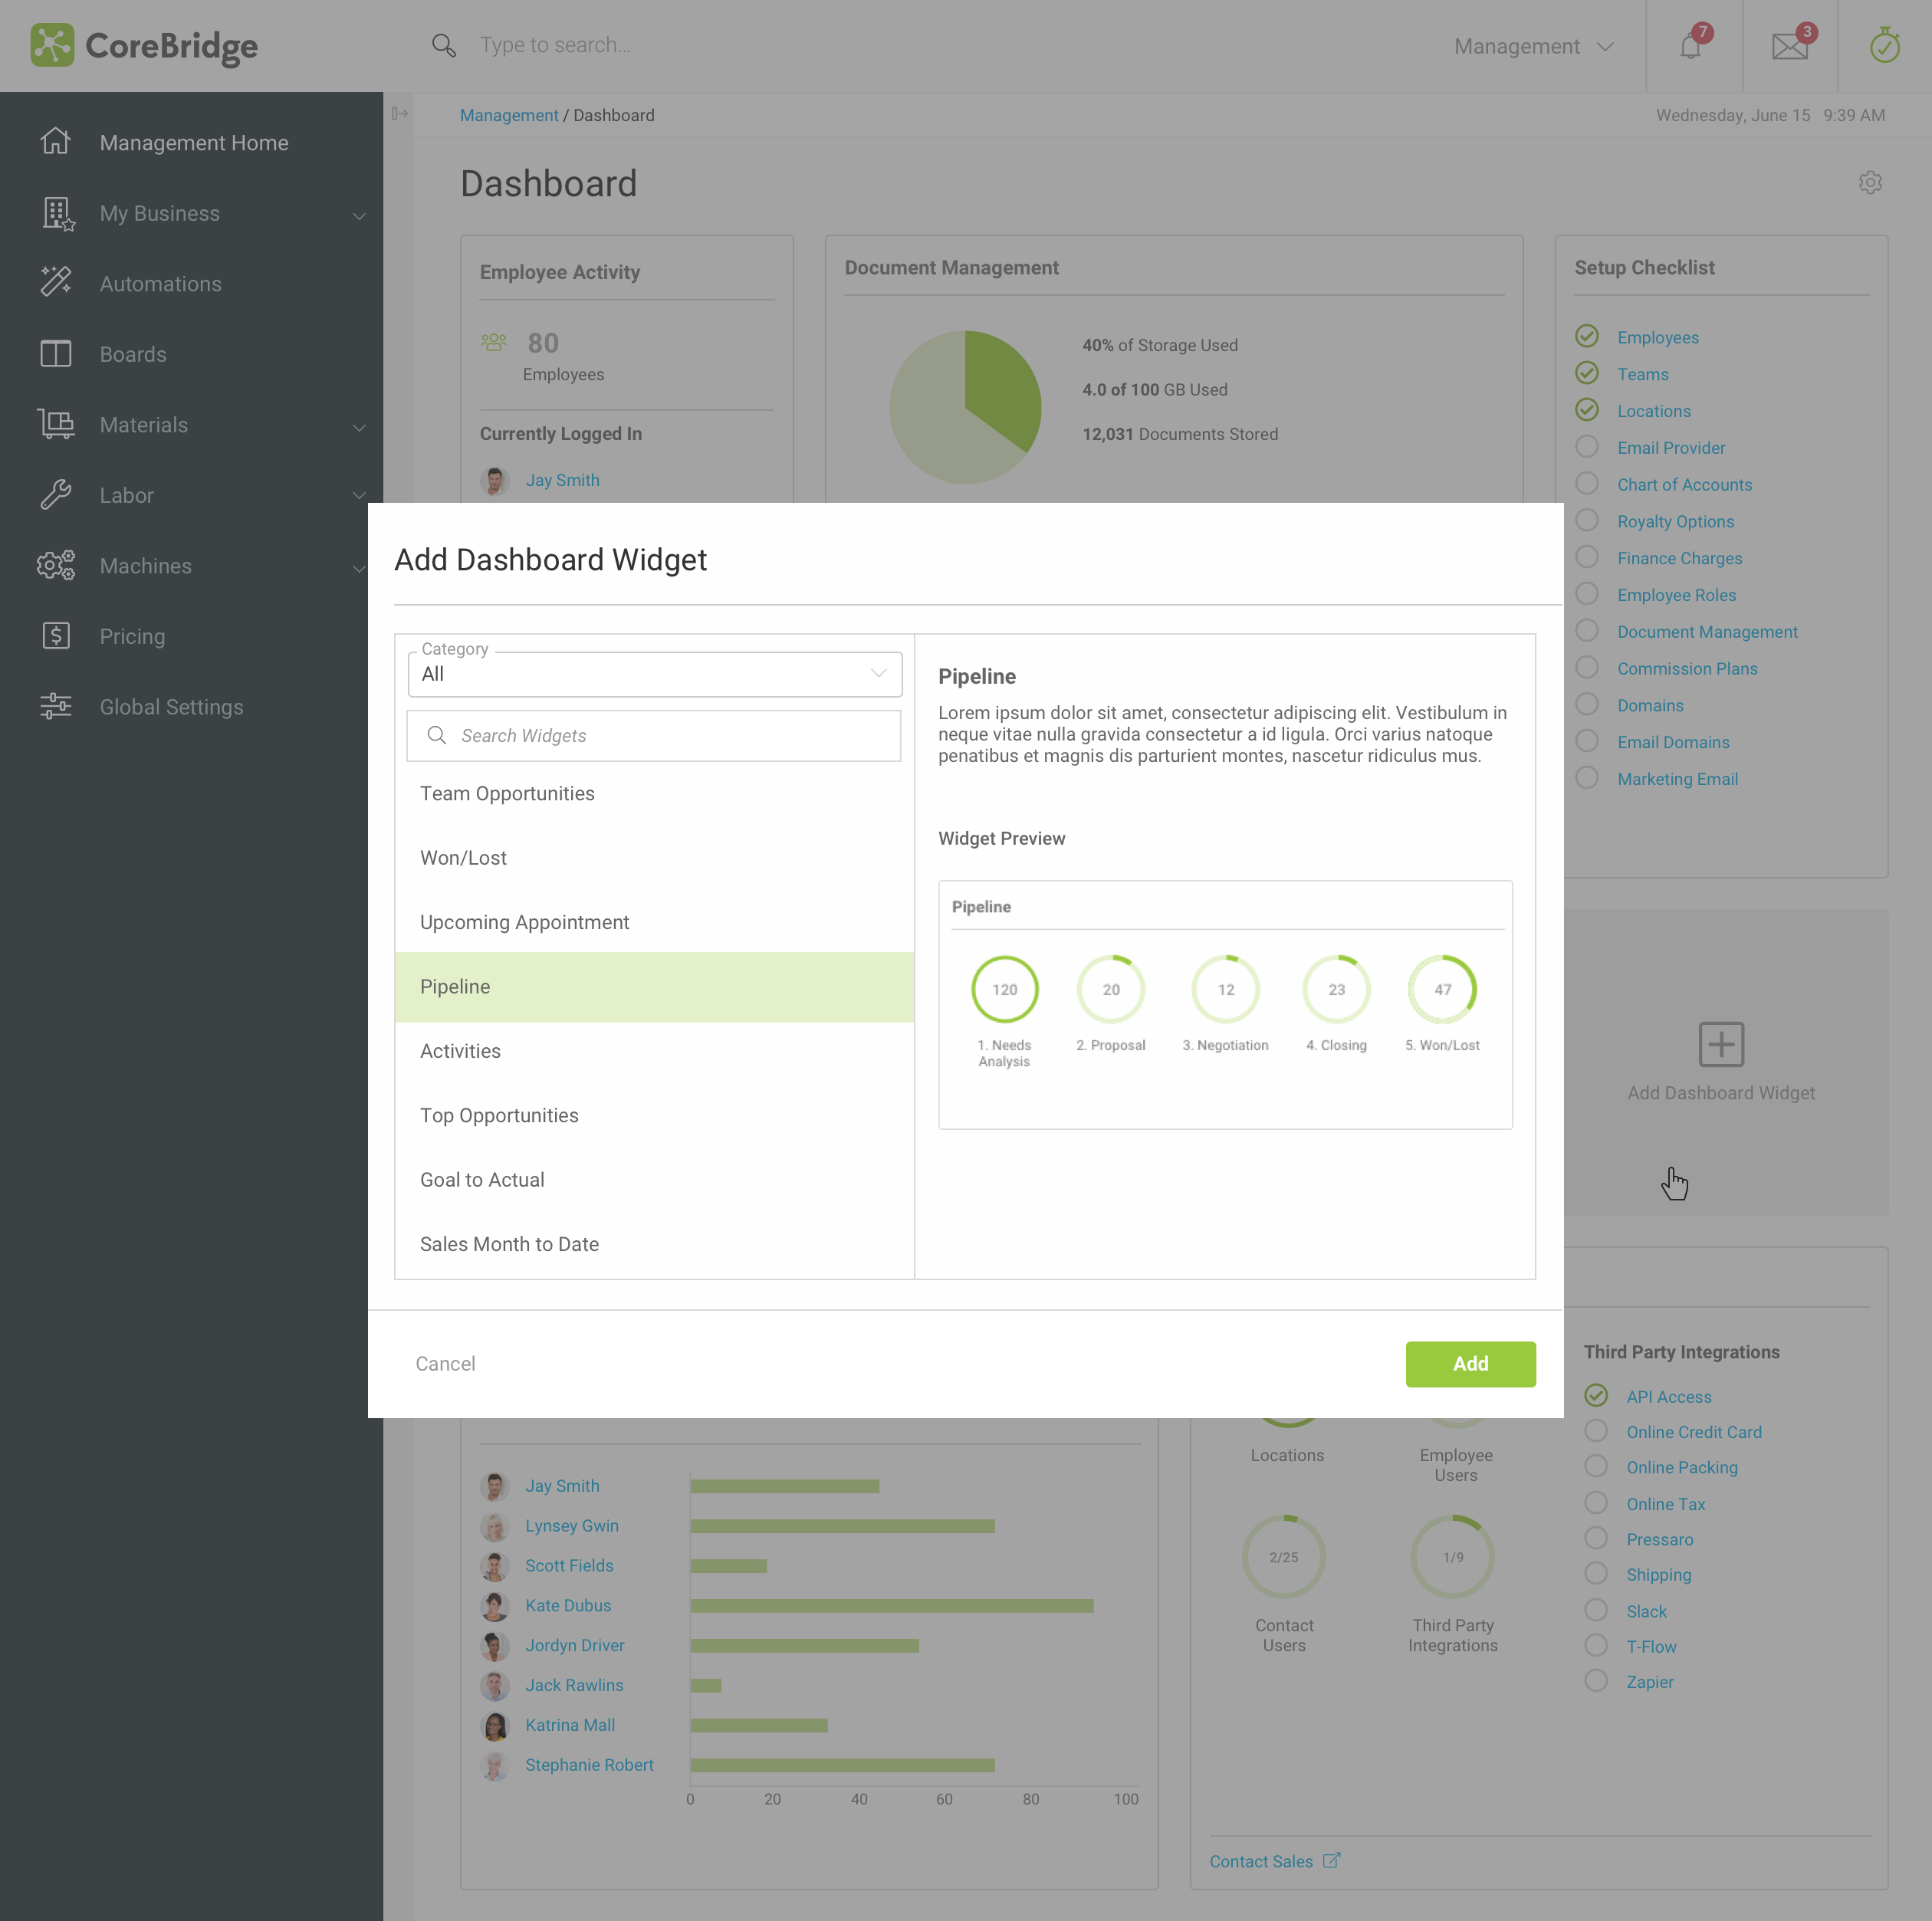 CoreBridge
Type to search...
Management
7
3
Management Home
My Business
Automations
Boards
Materials
Labor
Machines
Pricing
Global Settings
Management / Dashboard
Wednesday, June 15 9:39 AM
Dashboard
Employee Activity
80
Employees
Currently Logged In
Jay Smith
Document Management
40% of Storage Used
4.0 of 100 GB Used
12,031 Documents Stored
Setup Checklist
Employees
Teams
Locations
Email Provider
Chart of Accounts
Royalty Options
Finance Charges
Employee Roles
Document Management
Commission Plans
Domains
Email Domains
Marketing Email
Add Dashboard Widget
Category
All
Search Widgets
Team Opportunities
Won/Lost
Upcoming Appointment
Pipeline
Activities
Top Opportunities
Goal to Actual
Sales Month to Date
Pipeline
Lorem ipsum dolor sit amet, consectetur adipiscing elit. Vestibulum in
neque vitae nulla gravida consectetur a id ligula. Orci varius natoque
penatibus et magnis dis parturient montes, nascetur ridiculus mus.
Widget Preview
Pipeline
120
20
12
23
47
1. Needs
Analysis
2. Proposal
3. Negotiation
4. Closing
5. Won/Lost
Cancel
Add
Add Dashboard Widget
Jay Smith
Lynsey Gwin
Scott Fields
Kate Dubus
Jordyn Driver
Jack Rawlins
Katrina Mall
Stephanie Robert
0
20
40
60
80
100
Locations
Employee
Users
2/25
1/9
Contact
Users
Third Party
Integrations
Third Party Integrations
API Access
Online Credit Card
Online Packing
Online Tax
Pressaro
Shipping
Slack
T-Flow
Zapier
Contact Sales